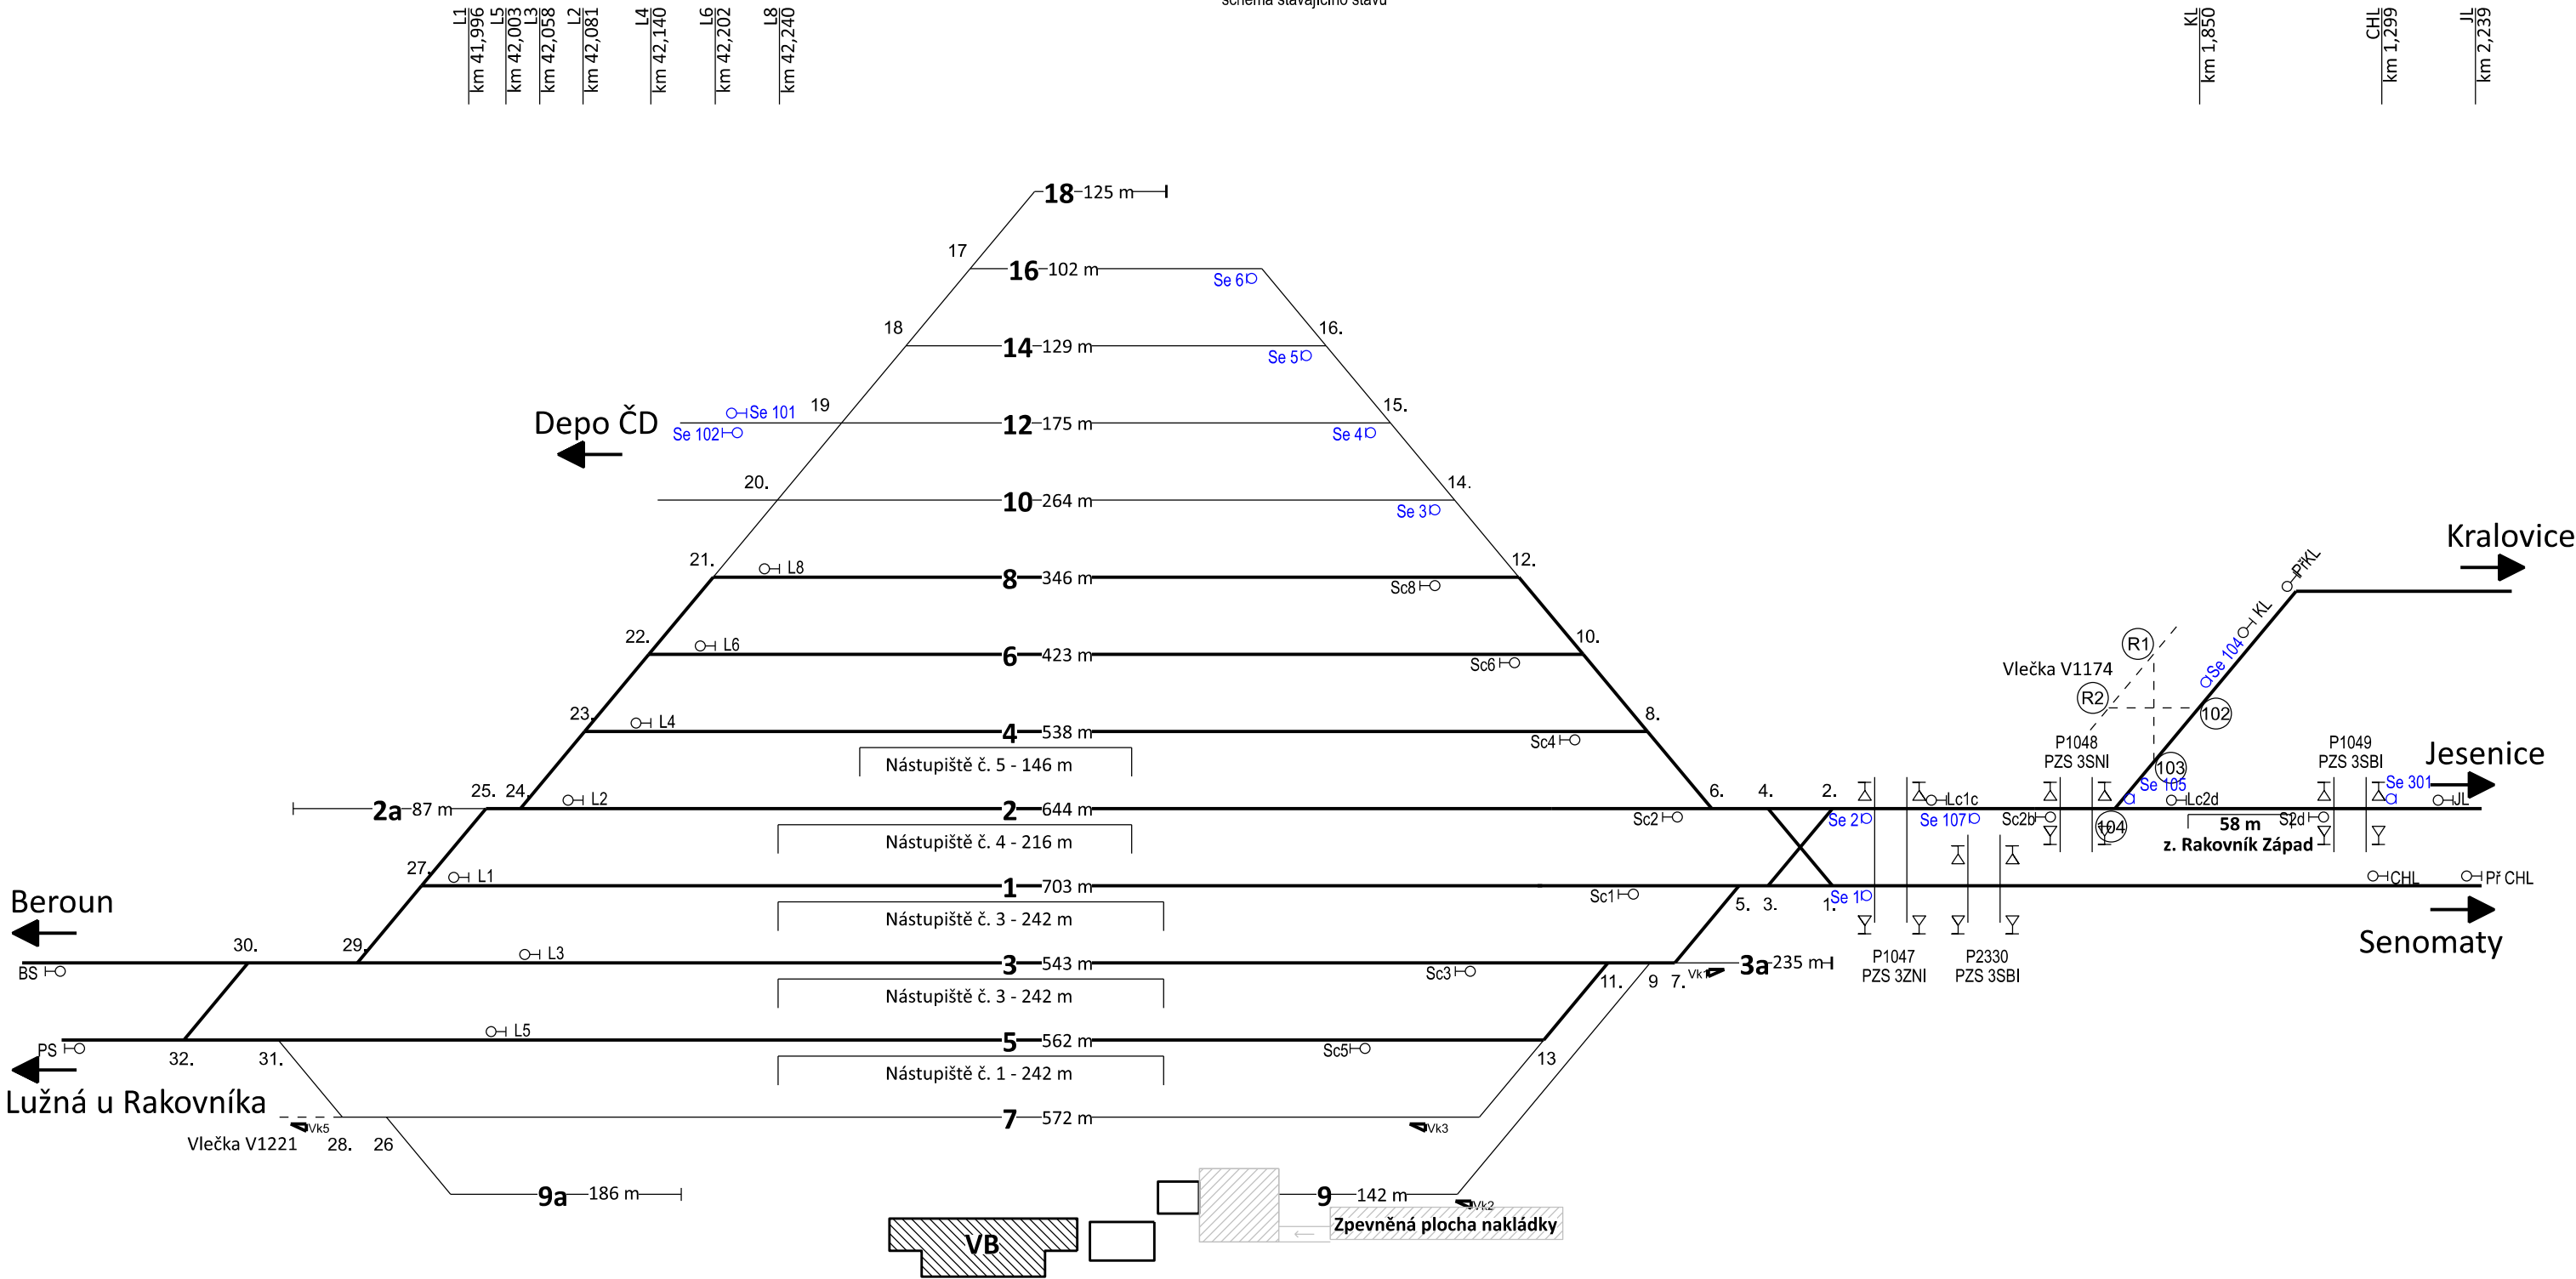 schéma stávajícího stavu
L1
km 41,996
L5
km 42,003
L3
km 42,058
L2
km 42,081
L4
km 42,140
L6
km 42,202
L8
km 42,240
KL
km 1,850
CHL
km 1,299
JL
km 2,239
18 125 m
17
16 102 m
Se 6
18
16.
14 129 m
Se 5
Depo ČD
Se 101
Se 102
19
15.
12 175 m
Se 4
20.
14.
10 264 m
Se 3
21.
12.
L8
8 346 m
Sc8
Kralovice
PřKL
KL
Se 104
22.
10.
L6
6 423 m
Sc6
R1
Vlečka V1174
R2
102
23.
8.
L4
4 538 m
Sc4
P1048
PZS 3SNI
P1049
PZS 3SBI
Jesenice
103
Se 105
Se 301
Nástupiště č. 5 - 146 m
25. 24.
6. 4. 2.
2a 87 m
L2
2 644 m
Sc2
Se 2
Lc1c
Se 107
Sc2b
104
Lc2d
S2d
JL
58 m
z. Rakovník Západ
Nástupiště č. 4 - 216 m
27.
L1
1 703 m
Sc1
5. 3. 1.
Se 1
CHL
Př CHL
Senomaty
Beroun
Nástupiště č. 3 - 242 m
30.
29.
BS
L3
3 543 m
Sc3
11. 9 7.
Vk1
3a 235 m
P1047
PZS 3ZNI
P2330
PZS 3SBI
Nástupiště č. 3 - 242 m
PS
32.
31.
L5
5 562 m
Sc5
13
Lužná u Rakovníka
Nástupiště č. 1 - 242 m
Vk5
Vlečka V1221
28. 26
7 572 m
Vk3
9a 186 m
9 142 m
Vk2
Zpevněná plocha nakládky
VB